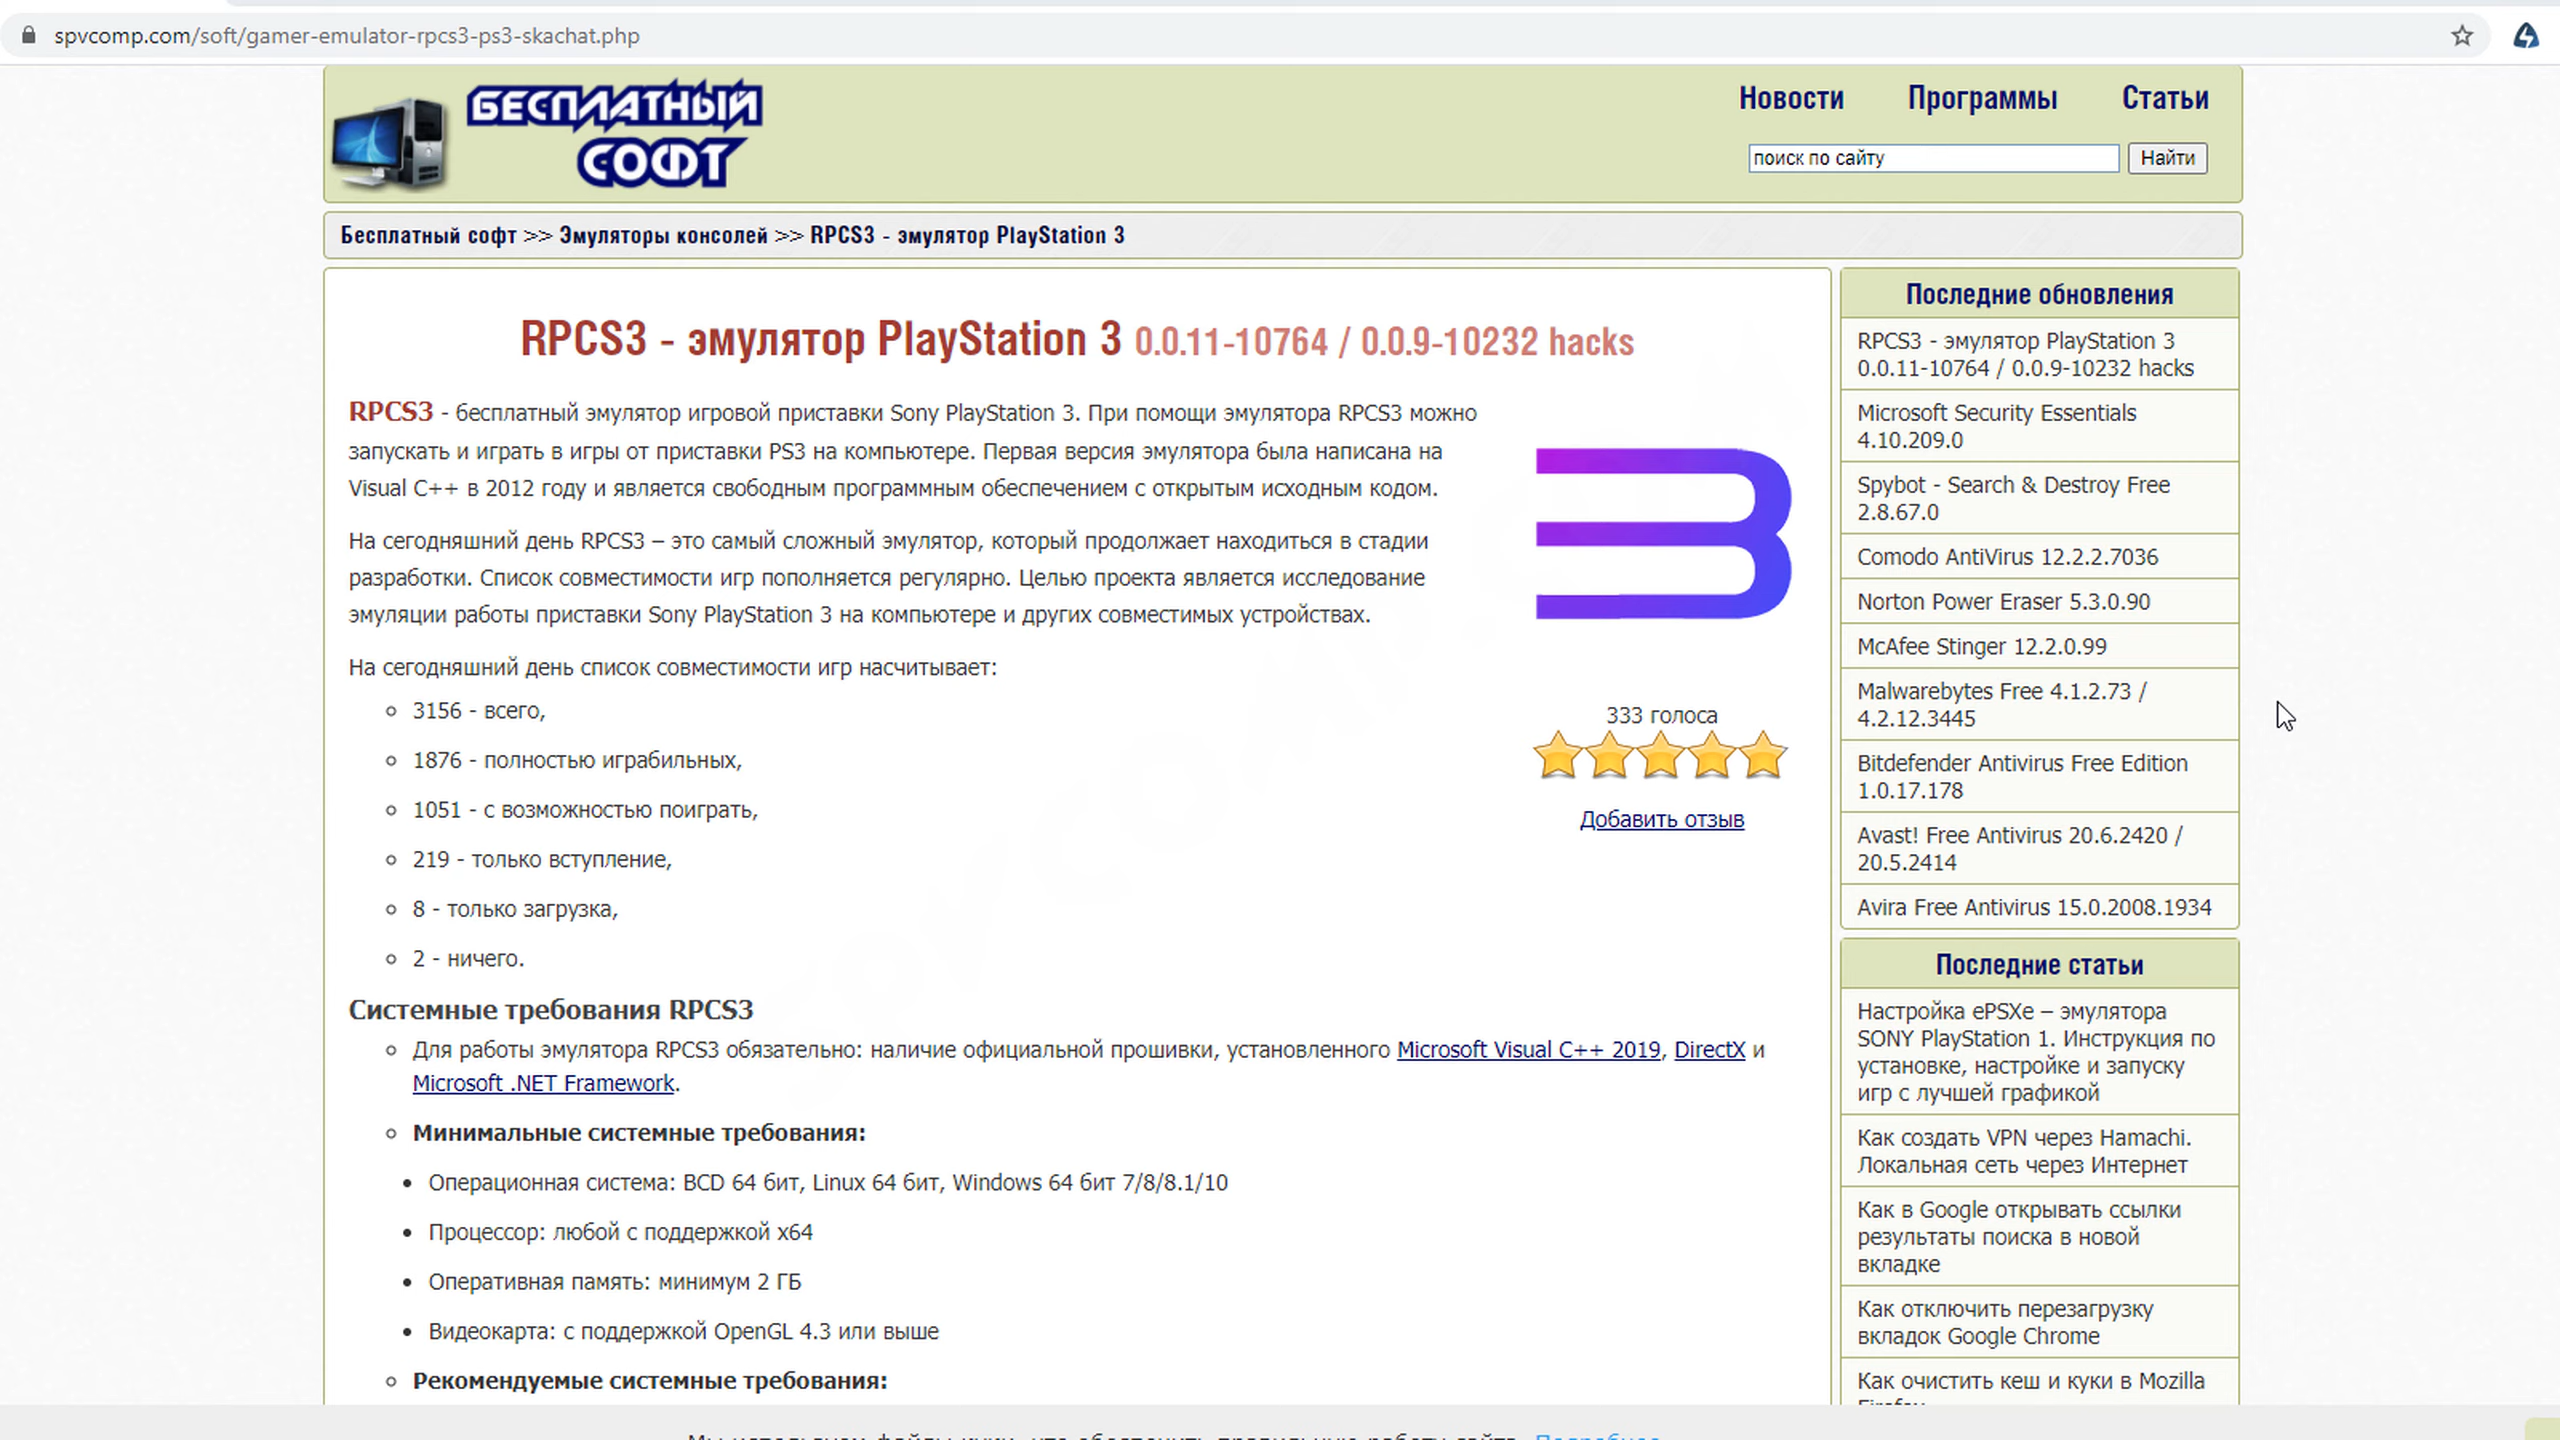 spvcomp.com/soft/gamer-emulator-rpcs3-ps3-skachat.php
БЕСПЛАТНЫЙ
СОФТ
Новости Программы Статьи
поиск по сайту Найти
Бесплатный софт >> Эмуляторы консолей >> RPCS3 - эмулятор PlayStation 3
RPCS3 - эмулятор PlayStation 3 0.0.11-10764 / 0.0.9-10232 hacks
RPCS3 - бесплатный эмулятор игровой приставки Sony PlayStation 3. При помощи эмулятора RPCS3 можно
запускать и играть в игры от приставки PS3 на компьютере. Первая версия эмулятора была написана на
Visual C++ в 2012 году и является свободным программным обеспечением с открытым исходным кодом.
На сегодняшний день RPCS3 – это самый сложный эмулятор, который продолжает находиться в стадии
разработки. Список совместимости игр пополняется регулярно. Целью проекта является исследование
эмуляции работы приставки Sony PlayStation 3 на компьютере и других совместимых устройствах.
На сегодняшний день список совместимости игр насчитывает:
3156 - всего,
1876 - полностью играбильных,
1051 - с возможностью поиграть,
219 - только вступление,
8 - только загрузка,
2 - ничего.
333 голоса
Добавить отзыв
Системные требования RPCS3
Для работы эмулятора RPCS3 обязательно: наличие официальной прошивки, установленного Microsoft Visual C++ 2019, DirectX и
Microsoft .NET Framework.
Минимальные системные требования:
Операционная система: BCD 64 бит, Linux 64 бит, Windows 64 бит 7/8/8.1/10
Процессор: любой с поддержкой x64
Оперативная память: минимум 2 ГБ
Видеокарта: с поддержкой OpenGL 4.3 или выше
Рекомендуемые системные требования:
Последние обновления
RPCS3 - эмулятор PlayStation 3
0.0.11-10764 / 0.0.9-10232 hacks
Microsoft Security Essentials
4.10.209.0
Spybot - Search & Destroy Free
2.8.67.0
Comodo AntiVirus 12.2.2.7036
Norton Power Eraser 5.3.0.90
McAfee Stinger 12.2.0.99
Malwarebytes Free 4.1.2.73 /
4.2.12.3445
Bitdefender Antivirus Free Edition
1.0.17.178
Avast! Free Antivirus 20.6.2420 /
20.5.2414
Avira Free Antivirus 15.0.2008.1934
Последние статьи
Настройка ePSXe – эмулятора
SONY PlayStation 1. Инструкция по
установке, настройке и запуску
игр с лучшей графикой
Как создать VPN через Hamachi.
Локальная сеть через Интернет
Как в Google открывать ссылки
результаты поиска в новой
вкладке
Как отключить перезагрузку
вкладок Google Chrome
Как очистить кеш и куки в Mozilla